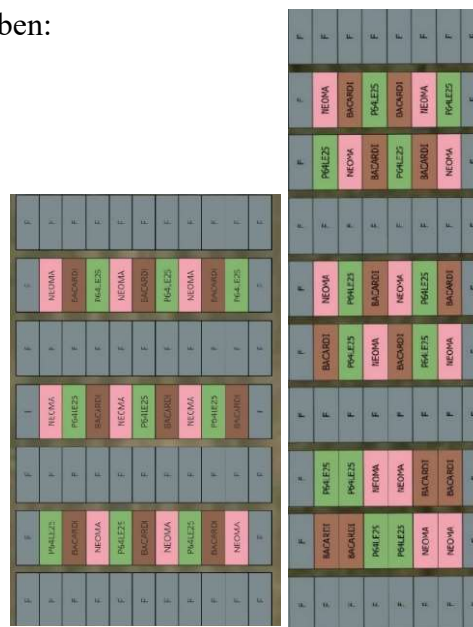 ben:
F F F F F F F F F F F
F NEOMA BACARDI P64LE25 NEOMA BACARDI P64LE25 NEOMA BACARDI P64LE25 F
F F F F F F F F F F F
F NEOMA P64LE25 BACARDI NEOMA P64LE25 BACARDI NEOMA P64LE25 BACARDI F
F F F F F F F F F F F
F P64LE25 BACARDI NEOMA P64LE25 BACARDI NEOMA P64LE25 BACARDI NEOMA F
F F F F F F F F F F F
F F F F F F F F
F NEOMA BACARDI P64LE25 BACARDI NEOMA P64LE25 F
F P64LE25 NEOMA BACARDI P64LE25 BACARDI NEOMA F
F F F F F F F F
F NEOMA P64LE25 BACARDI NEOMA P64LE25 BACARDI F
F BACARDI P64LE25 NEOMA BACARDI P64LE25 NEOMA F
F F F F F F F F
F P64LE25 P64LE25 NEOMA NEOMA BACARDI BACARDI F
F BACARDI BACARDI P64LE25 P64LE25 NEOMA NEOMA F
F F F F F F F F